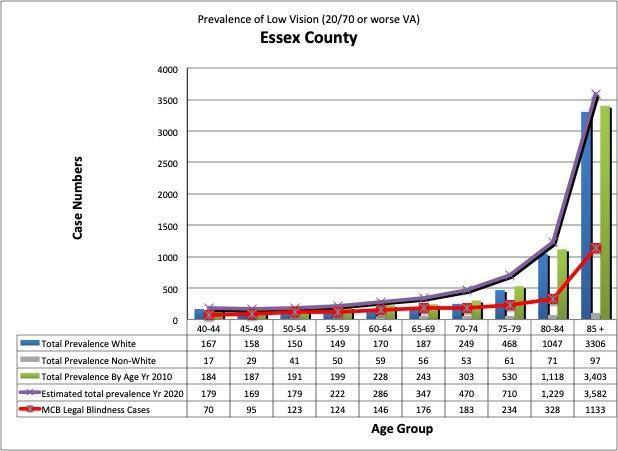 Prevalence of Low Vision (20/70 or worse VA)
Essex County
4000
3500
3000
2500
2000
1500
1000
500
0
Case Numbers
40-44 45-49 50-54 55-59 60-64 65-69 70-74 75-79 80-84 85 +
Total Prevalence White 167 158 150 149 170 187 249 468 1047 3306
Total Prevalence Non-White 17 29 41 50 59 56 53 61 71 97
Total Prevalence By Age Yr 2010 184 187 191 199 228 243 303 530 1,118 3,403
Estimated total prevalence Yr 2020 179 169 179 222 286 347 470 710 1,229 3,582
MCB Legal Blindness Cases 70 95 123 124 146 176 183 234 328 1133
Age Group